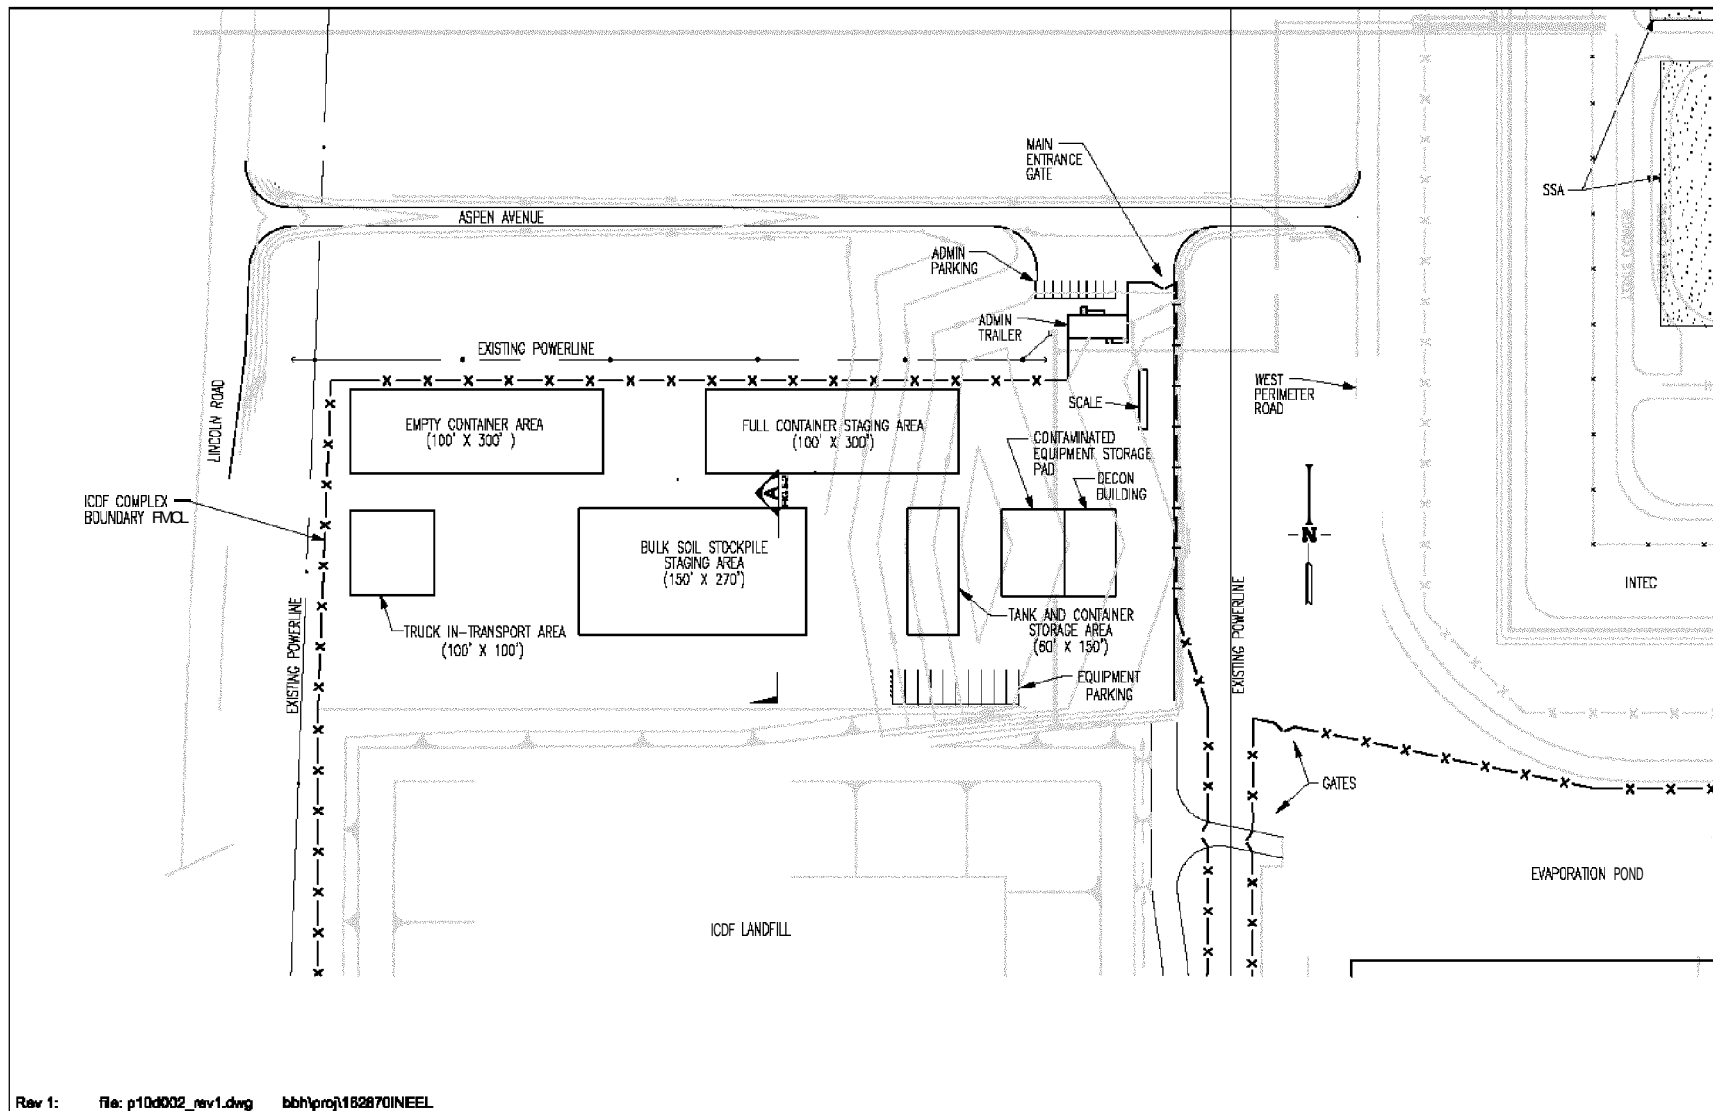 MAIN
ENTRANCE
GATE
SSA
ASPEN AVENUE
ADMIN
PARKING
ADMIN
TRAILER
EXISTING POWERLINE
LINCOLN ROAD
WEST
PERIMETER
ROAD
SCALE
EMPTY CONTAINER AREA
(100' X 300' )
FULL CONTAINER STAGING AREA
(100' X 300')
CONTAMINATED
EQUIPMENT STORAGE
PAD
DECON
BUILDING
ICDF COMPLEX
BOUNDARY
A
N
BULK SOIL STOCKPILE
STAGING AREA
(150' X 270')
INTEC
EXISTING POWERLINE
EXISTING POWERLINE
TRUCK IN-TRANSPORT AREA
(100' X 100')
TANK AND CONTAINER
STORAGE AREA
(60' X 150')
EQUIPMENT
PARKING
GATES
EVAPORATION POND
ICDF LANDFILL
Rev 1: file: p10d002_rev1.dwg bbh\proj\162870INEEL